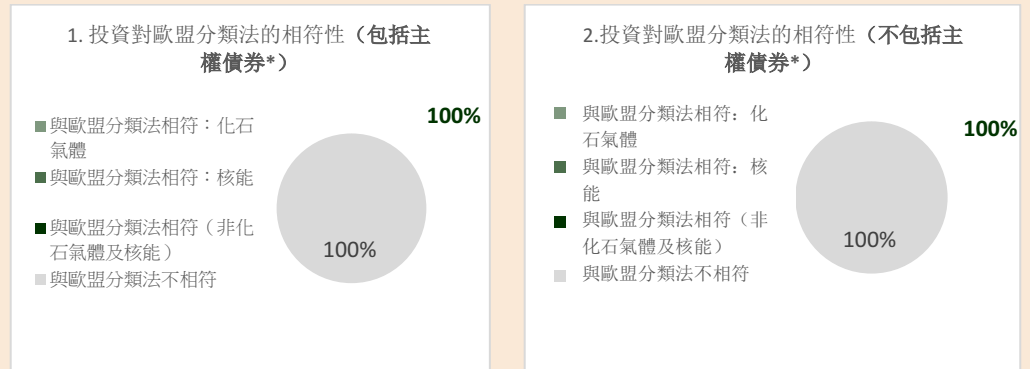 1. 投資對歐盟分類法的相符性（包括主
權債券*）
100%
與歐盟分類法相符：化石
氣體
與歐盟分類法相符：核能
與歐盟分類法相符（非化
石氣體及核能）
與歐盟分類法不相符
100%
2.投資對歐盟分類法的相符性（不包括主
權債券*）
100%
與歐盟分類法相符：化
石氣體
與歐盟分類法相符：核
能
與歐盟分類法相符（非
化石氣體及核能）
與歐盟分類法不相符
100%